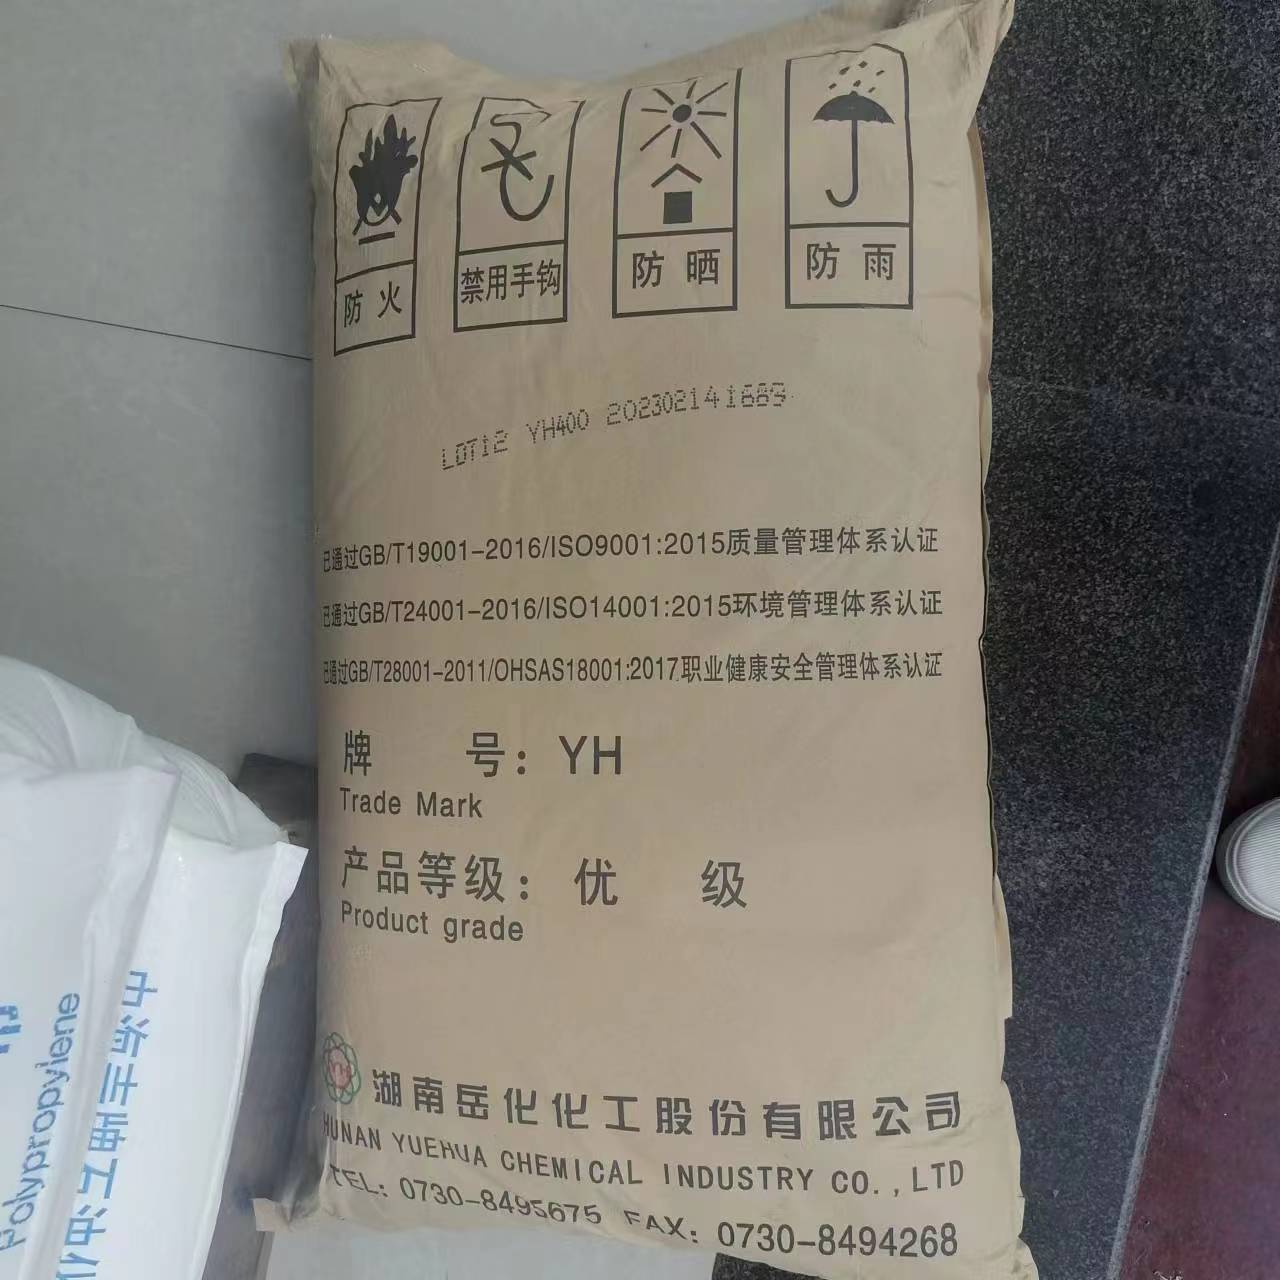 防火
禁用手钩
防晒
防雨
LOT12 YH400 202302141689
已通过GB/T19001-2016/ISO9001:2015质量管理体系认证
已通过GB/T24001-2016/ISO14001:2015环境管理体系认证
已通过GB/T28001-2011/OHSAS18001:2017职业健康安全管理体系认证
牌 号：YH
Trade Mark
产品等级：优 级
Product grade
YH
湖南岳化化工股份有限公司
HUNAN YUEHUA CHEMICAL INDUSTRY CO.,LTD
TEL：0730-8495675 FAX：0730-8494268
Polypropylene